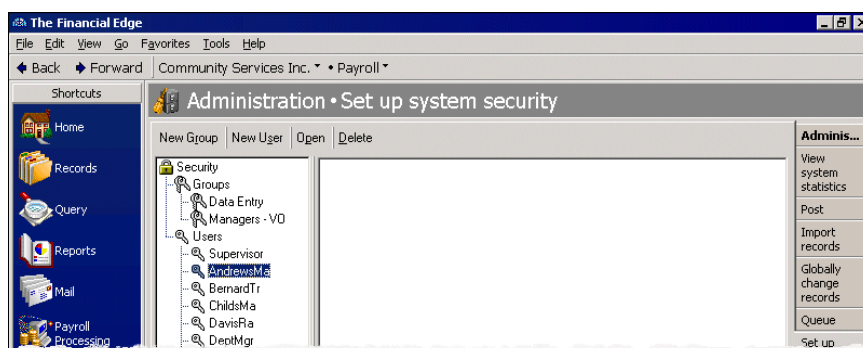 The Financial Edge
File Edit View Go Favorites Tools Help
Back Forward Community Services Inc. • Payroll
Shortcuts
Administration • Set up system security
Home
New Group New User Open Delete
Adminis...
Security
Groups
Data Entry
Managers - VO
Users
Supervisor
AndrewsMa
BernardTr
ChildsMa
DavisRa
DeptMgr
Records
Query
Reports
Mail
Payroll
Processing
View
system
statistics
Post
Import
records
Globally
change
records
Queue
Set up